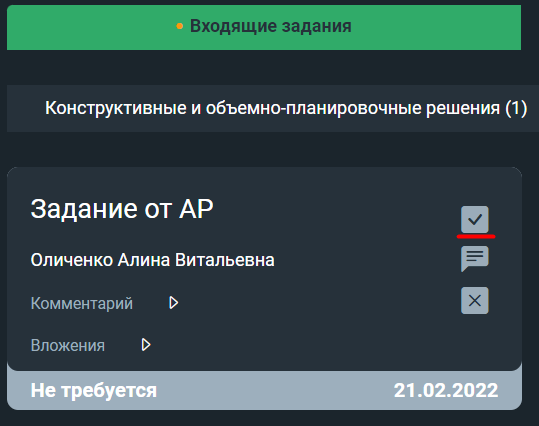 Входящие задания
Конструктивные и объемно-планировочные решения (1)
Задание от АР
Оличенко Алина Витальевна
Комментарий
Вложения
Не требуется 21.02.2022